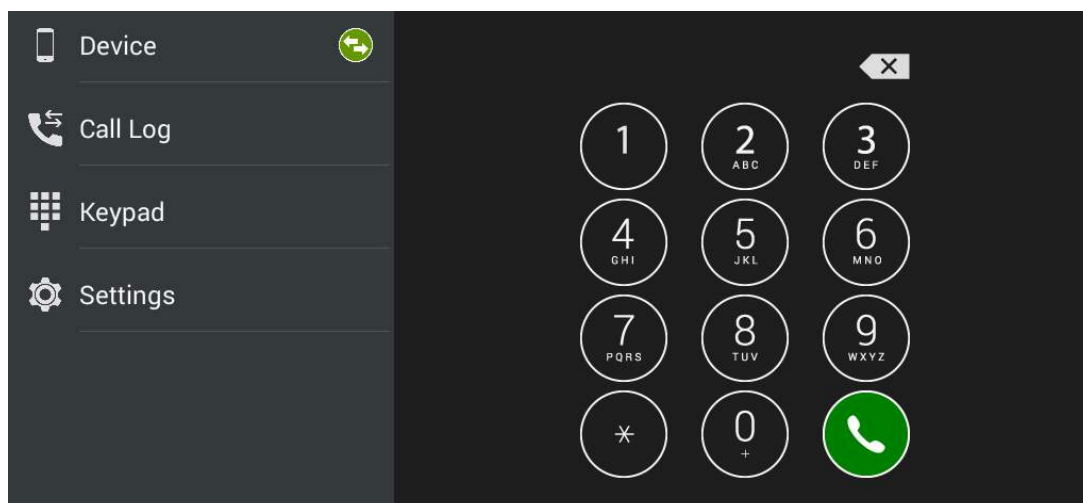 Device
Call Log
Keypad
Settings
1 2 3
ABC DEF
4 5 6
GHI JKL MNO
7 8 9
PQRS TUV WXYZ
* 0
+